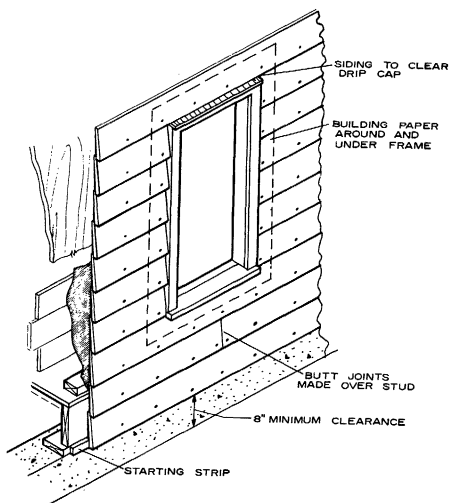 SIDING TO CLEAR
DRIP CAP
BUILDING PAPER
AROUND AND
UNDER FRAME
BUTT JOINTS
MADE OVER STUD
8" MINIMUM CLEARANCE
STARTING STRIP